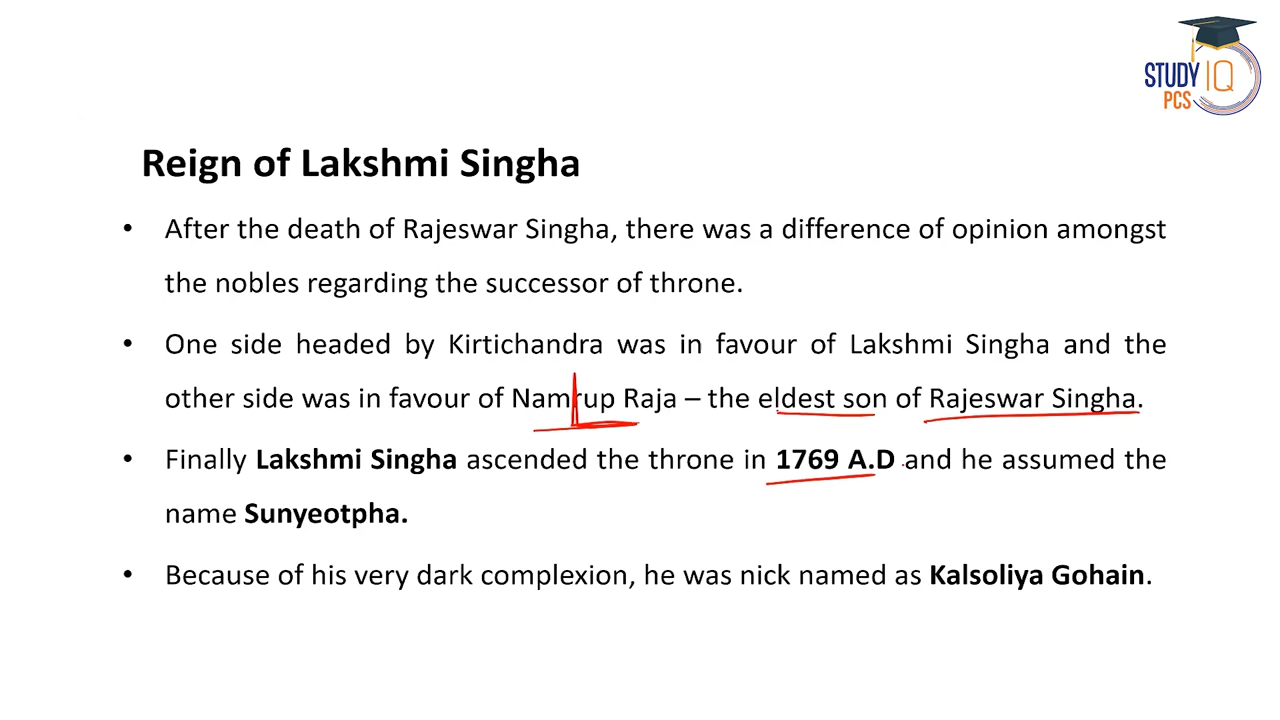 STUDY IQ
PCS
Reign of Lakshmi Singha
• After the death of Rajeswar Singha, there was a difference of opinion amongst
the nobles regarding the successor of throne.
• One side headed by Kirtichandra was in favour of Lakshmi Singha and the
other side was in favour of Namrup Raja – the eldest son of Rajeswar Singha.
• Finally Lakshmi Singha ascended the throne in 1769 A.D and he assumed the
name Sunyeotpha.
• Because of his very dark complexion, he was nick named as Kalsoliya Gohain.